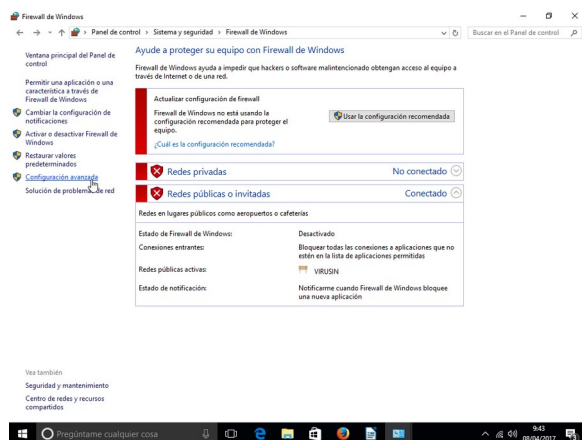 Firewall de Windows
Panel de control > Sistema y seguridad > Firewall de Windows
Buscar en el Panel de control
Ventana principal del Panel de
control
Permitir una aplicación o una
característica a través de
Firewall de Windows
Cambiar la configuración de
notificaciones
Activar o desactivar Firewall de
Windows
Restaurar valores
predeterminados
Configuración avanzada
Solución de problemas de red
Ayude a proteger su equipo con Firewall de Windows
Firewall de Windows ayuda a impedir que hackers o software malintencionado obtengan acceso al equipo a
través de Internet o de una red.
Actualizar configuración de firewall
Firewall de Windows no está usando la
configuración recomendada para proteger el
equipo.
¿Cuál es la configuración recomendada?
Usar la configuración recomendada
Redes privadas
No conectado
Redes públicas o invitadas
Conectado
Redes en lugares públicos como aeropuertos o cafeterías
Estado de Firewall de Windows:
Desactivado
Conexiones entrantes:
Bloquear todas las conexiones a aplicaciones que no
estén en la lista de aplicaciones permitidas
Redes públicas activas:
VIRUSIN
Estado de notificación:
Notificarme cuando Firewall de Windows bloquee
una nueva aplicación
Vea también
Seguridad y mantenimiento
Centro de redes y recursos
compartidos
Pregúntame cualquier cosa
9:43
08/04/2017